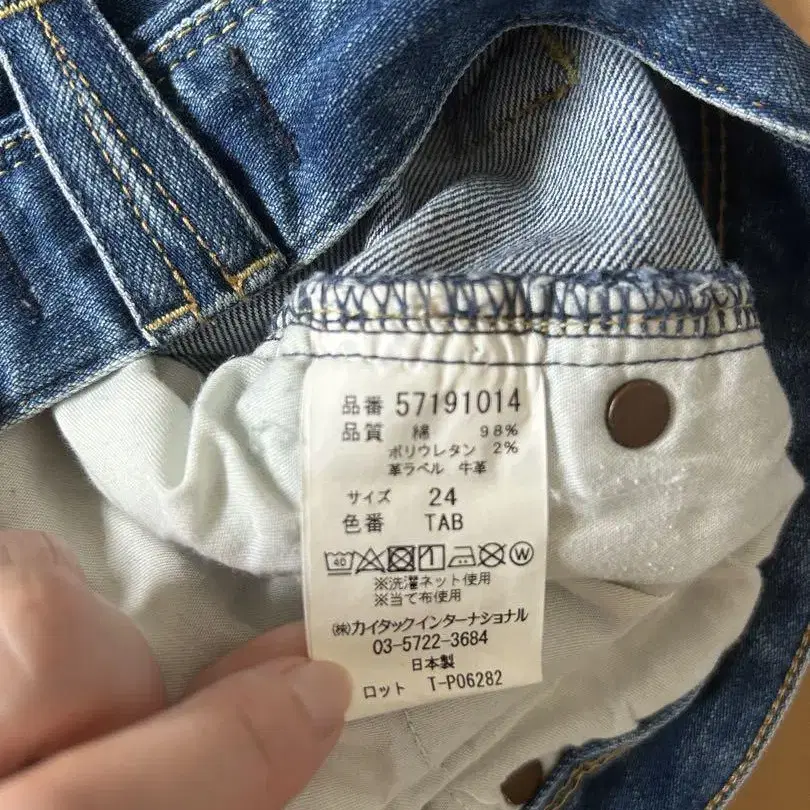 品番 57191014
品質 綿 98%
ポリウレタン 2%
革ラベル 牛革
サイズ 24
色番 TAB
40 W
※洗濯ネット使用
※当て布使用
㈱カイタックインターナショナル
03-5722-3684
日本製
ロット T-P06282